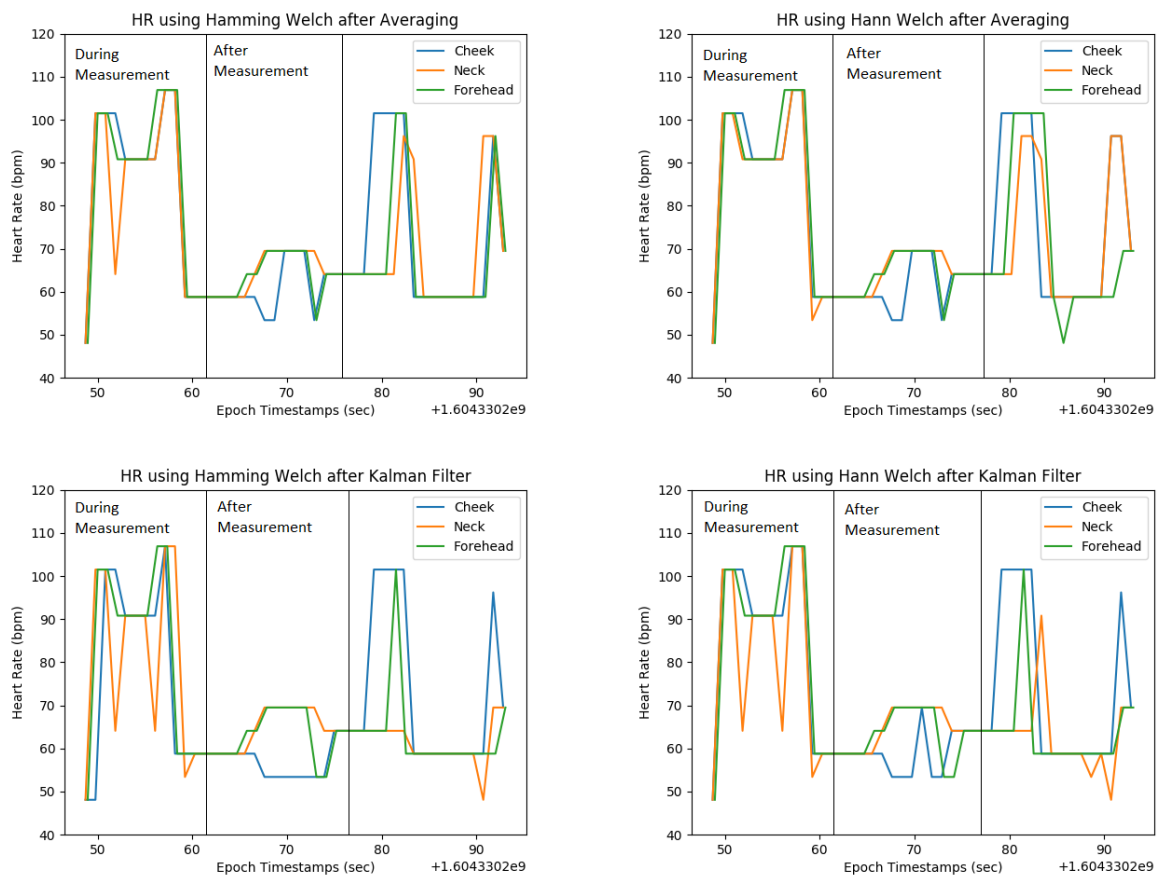 HR using Hamming Welch after Averaging
120
110
100
90
80
70
60
50
40
Heart Rate (bpm)
During
Measurement
After
Measurement
Cheek
Neck
Forehead
50 60 70 80 90
Epoch Timestamps (sec)
+1.6043302e9
HR using Hann Welch after Averaging
120
110
100
90
80
70
60
50
40
Heart Rate (bpm)
During
Measurement
After
Measurement
Cheek
Neck
Forehead
50 60 70 80 90
Epoch Timestamps (sec)
+1.6043302e9
HR using Hamming Welch after Kalman Filter
120
110
100
90
80
70
60
50
40
Heart Rate (bpm)
During
Measurement
After
Measurement
Cheek
Neck
Forehead
50 60 70 80 90
Epoch Timestamps (sec)
+1.6043302e9
HR using Hann Welch after Kalman Filter
120
110
100
90
80
70
60
50
40
Heart Rate (bpm)
During
Measurement
After
Measurement
Cheek
Neck
Forehead
50 60 70 80 90
Epoch Timestamps (sec)
+1.6043302e9